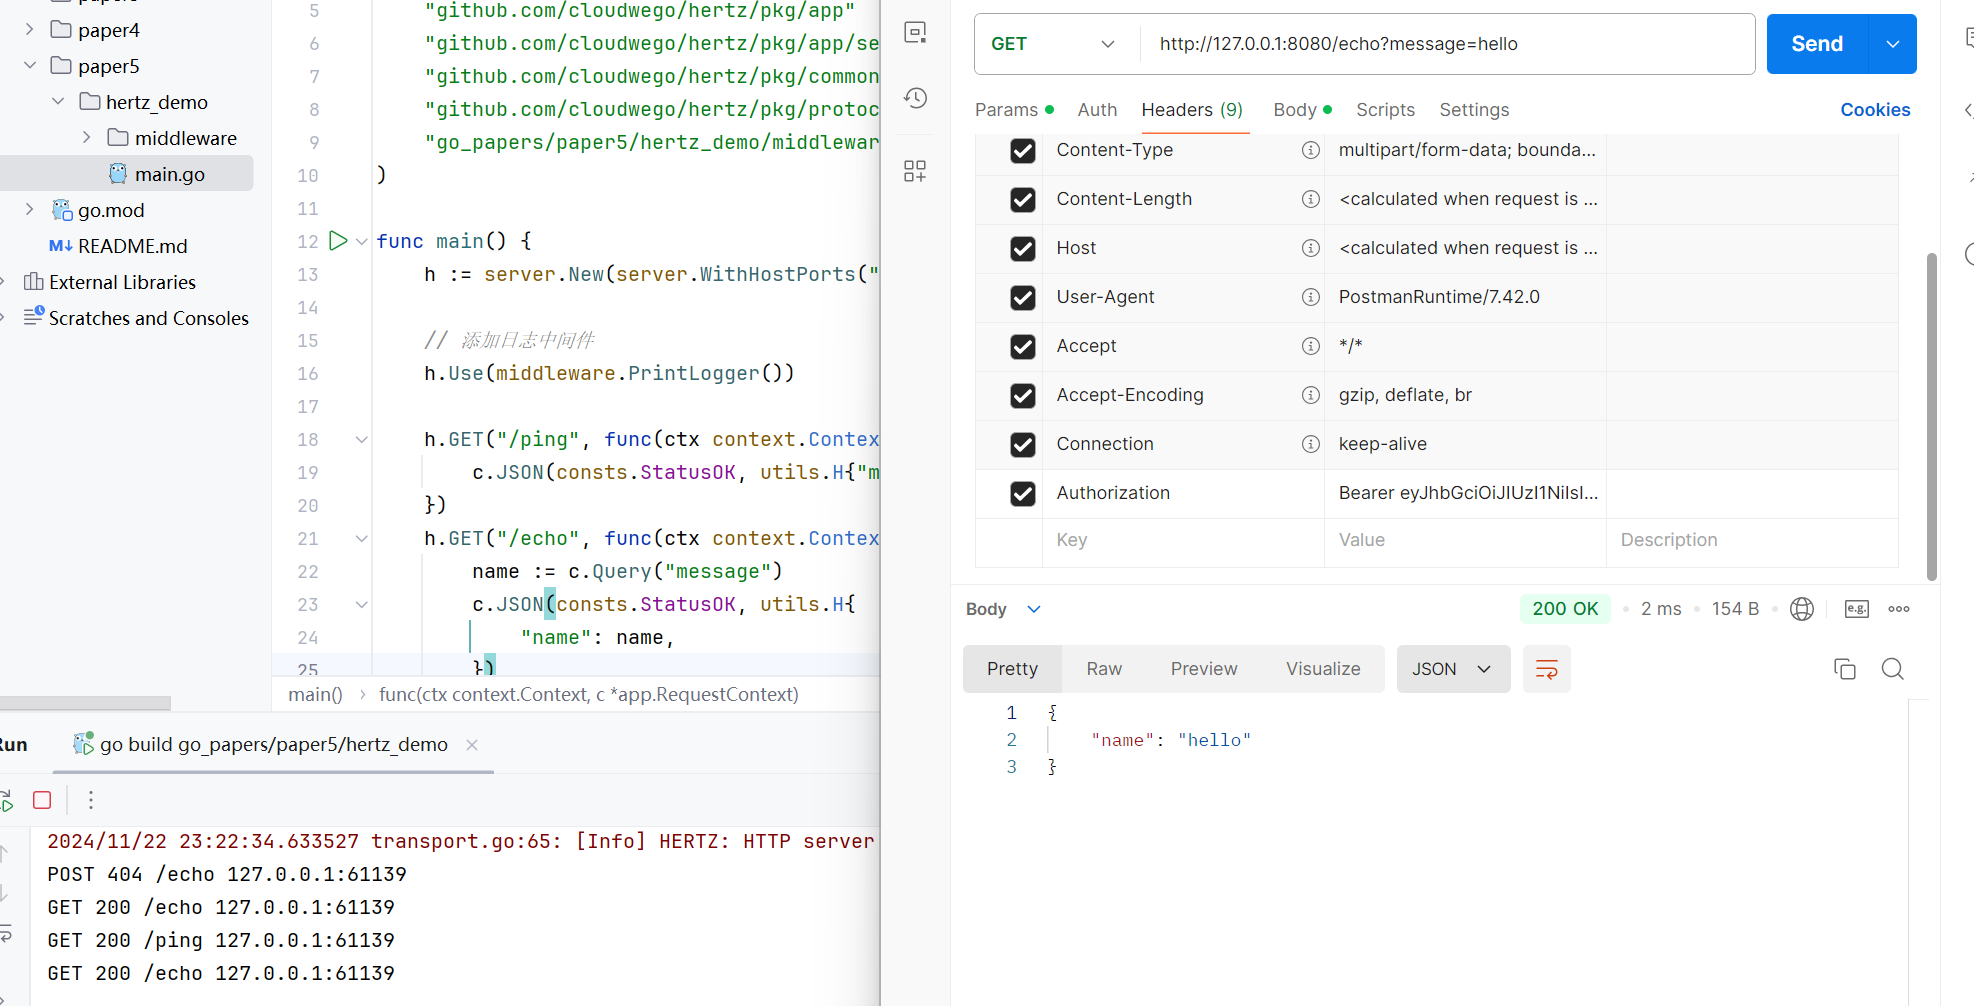 paper4
paper5
hertz_demo
middleware
main.go
go.mod
README.md
External Libraries
Scratches and Consoles
5 "github.com/cloudwego/hertz/pkg/app"
6 "github.com/cloudwego/hertz/pkg/app/se
7 "github.com/cloudwego/hertz/pkg/common
8 "github.com/cloudwego/hertz/pkg/protoc
9 "go_papers/paper5/hertz_demo/middlewar
10 )
11
12 func main() {
13 h := server.New(server.WithHostPorts("
14
15 // 添加日志中间件
16 h.Use(middleware.PrintLogger())
17
18 h.GET("/ping", func(ctx context.Contex
19 c.JSON(consts.StatusOK, utils.H{"m
20 })
21 h.GET("/echo", func(ctx context.Contex
22 name := c.Query("message")
23 c.JSON(consts.StatusOK, utils.H{
24 "name": name,
25 })
main() > func(ctx context.Context, c *app.RequestContext)
Run
go build go_papers/paper5/hertz_demo
2024/11/22 23:22:34.633527 transport.go:65: [Info] HERTZ: HTTP server
POST 404 /echo 127.0.0.1:61139
GET 200 /echo 127.0.0.1:61139
GET 200 /ping 127.0.0.1:61139
GET 200 /echo 127.0.0.1:61139
GET http://127.0.0.1:8080/echo?message=hello Send
Params Auth Headers (9) Body Scripts Settings Cookies
Content-Type multipart/form-data; bounda...
Content-Length <calculated when request is ...
Host <calculated when request is ...
User-Agent PostmanRuntime/7.42.0
Accept */*
Accept-Encoding gzip, deflate, br
Connection keep-alive
Authorization Bearer eyJhbGciOiJIUzI1NiIsI...
Key Value Description
Body 200 OK 2 ms 154 B e.g.
Pretty Raw Preview Visualize JSON
1 {
2 "name": "hello"
3 }